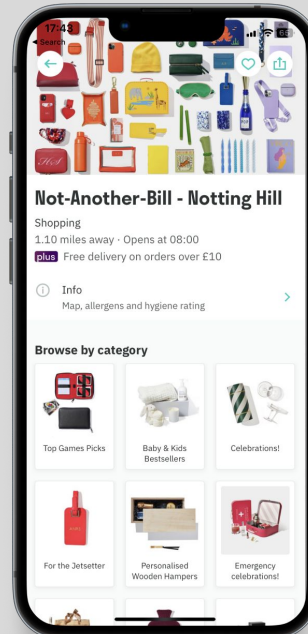 17:43
Search
Not-Another-Bill - Notting Hill
Shopping
1.10 miles away · Opens at 08:00
plus Free delivery on orders over £10
Info
Map, allergens and hygiene rating
Browse by category
Top Games Picks
Baby & Kids
Bestsellers
Celebrations!
For the Jetsetter
Personalised
Wooden Hampers
Emergency
celebrations!